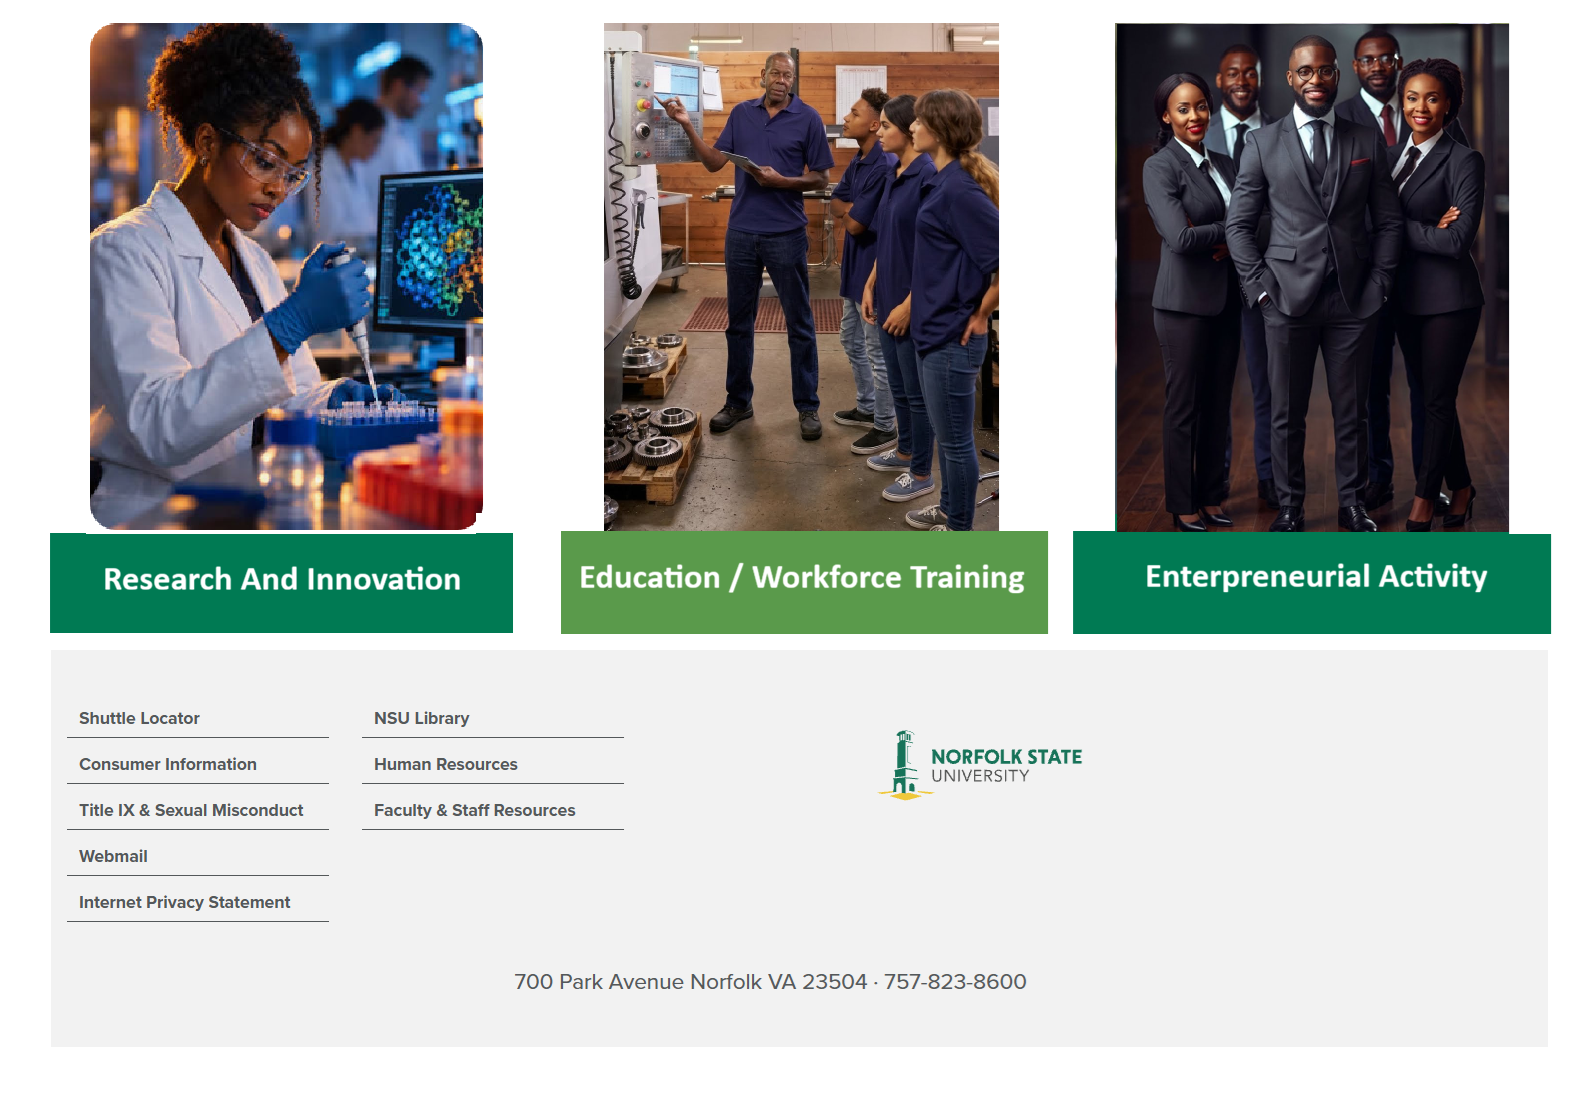 Research And Innovation
Education / Workforce Training
Enterpreneurial Activity
Shuttle Locator
NSU Library
Consumer Information
Human Resources
Title IX & Sexual Misconduct
Faculty & Staff Resources
Webmail
Internet Privacy Statement
NORFOLK STATE
UNIVERSITY
700 Park Avenue Norfolk VA 23504 · 757-823-8600